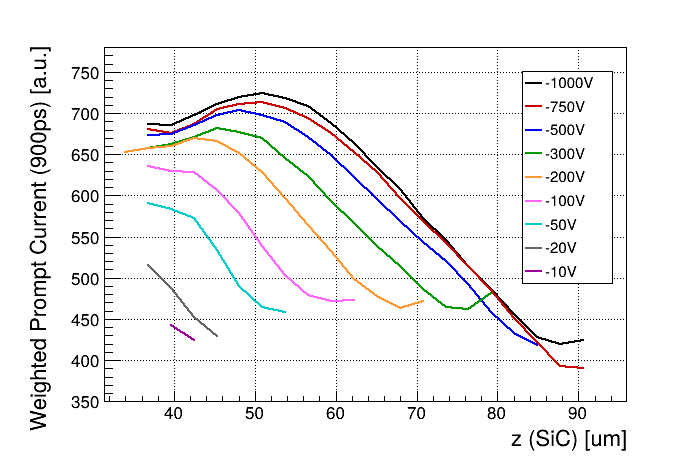 Weighted Prompt Current (900ps) [a.u.]
750
700
650
600
550
500
450
400
350
40 50 60 70 80 90
z (SiC) [um]
-1000V
-750V
-500V
-300V
-200V
-100V
-50V
-20V
-10V